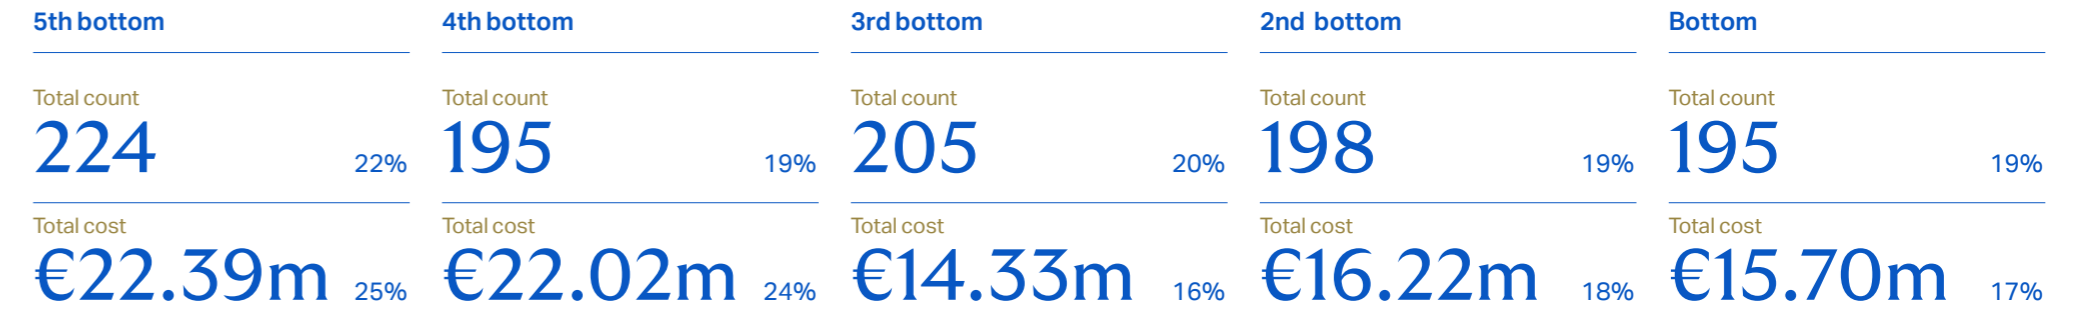 5th bottom
Total count
224 22%
Total cost
€22.39m 25%
4th bottom
Total count
195 19%
Total cost
€22.02m 24%
3rd bottom
Total count
205 20%
Total cost
€14.33m 16%
2nd bottom
Total count
198 19%
Total cost
€16.22m 18%
Bottom
Total count
195 19%
Total cost
€15.70m 17%